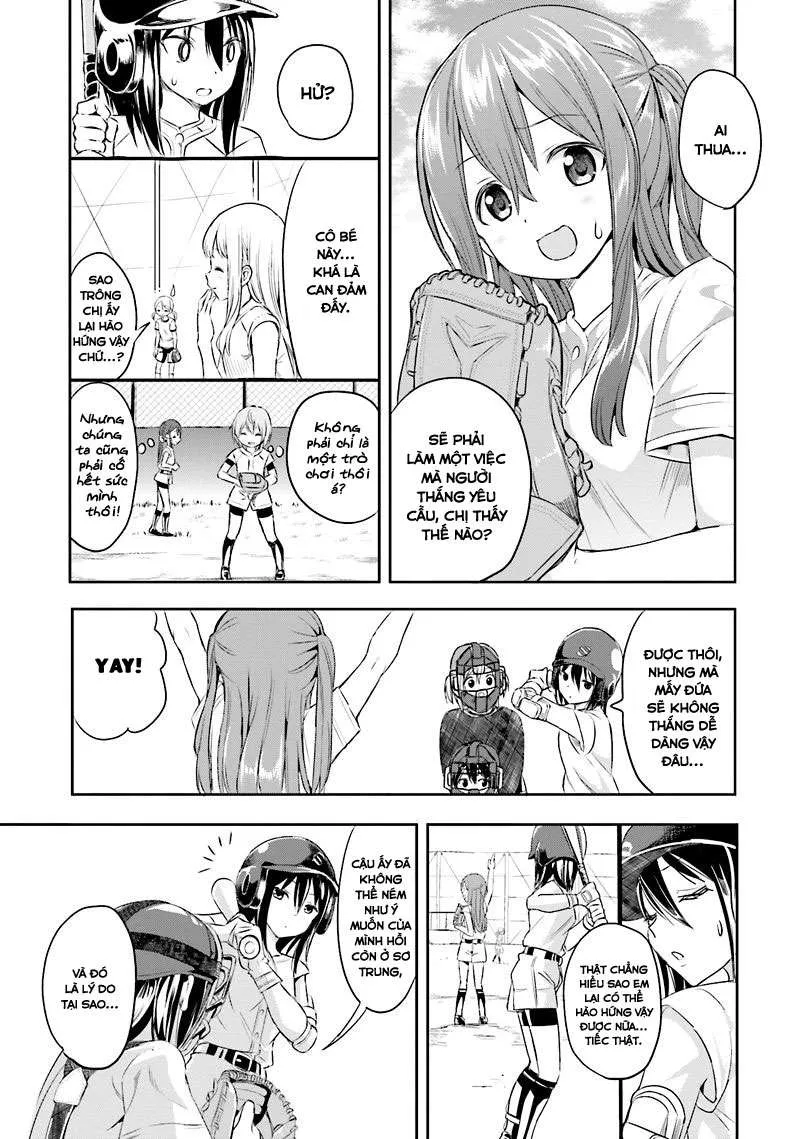 AI
THUA...
SẼ PHẢI
LÀM MỘT VIỆC
MÀ NGƯỜI
THẮNG YÊU
CẦU, CHỊ THẤY
THẾ NÀO?
HỬ?
CÔ BÉ
NÀY...
KHÁ LÀ
CAN ĐẢM
ĐẤY.
SAO
TRÔNG
CHỊ ẤY
LẠI HÀO
HỨNG VẬY
CHỨ...?
Không
phải chỉ là
một trò
chơi thôi
á?
Nhưng
chúng
ta cũng
phải cố
hết sức
mình
thôi!
ĐƯỢC THÔI,
NHƯNG MÀ
MẤY ĐỨA
SẼ KHÔNG
THẮNG DỄ
DÀNG VẬY
ĐÂU...
YAY!
THẬT CHẲNG
HIỂU SAO EM
LẠI CÓ THỂ
HÀO HỨNG VẬY
ĐƯỢC NỮA...
TIẾC THẬT.
CẬU ẤY ĐÃ
KHÔNG
THỂ NÉM
NHƯ Ý
MUỐN CỦA
MÌNH HỒI
CÒN Ở SƠ
TRUNG,
VÀ ĐÓ
LÀ LÝ DO
TẠI SAO...